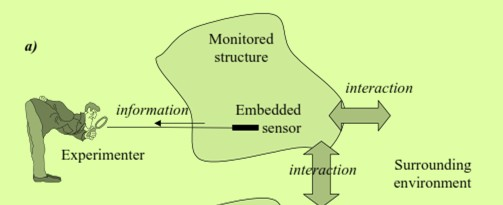 a)
Monitored
structure
interaction
information
Embedded
sensor
Experimenter
interaction
Surrounding
environment